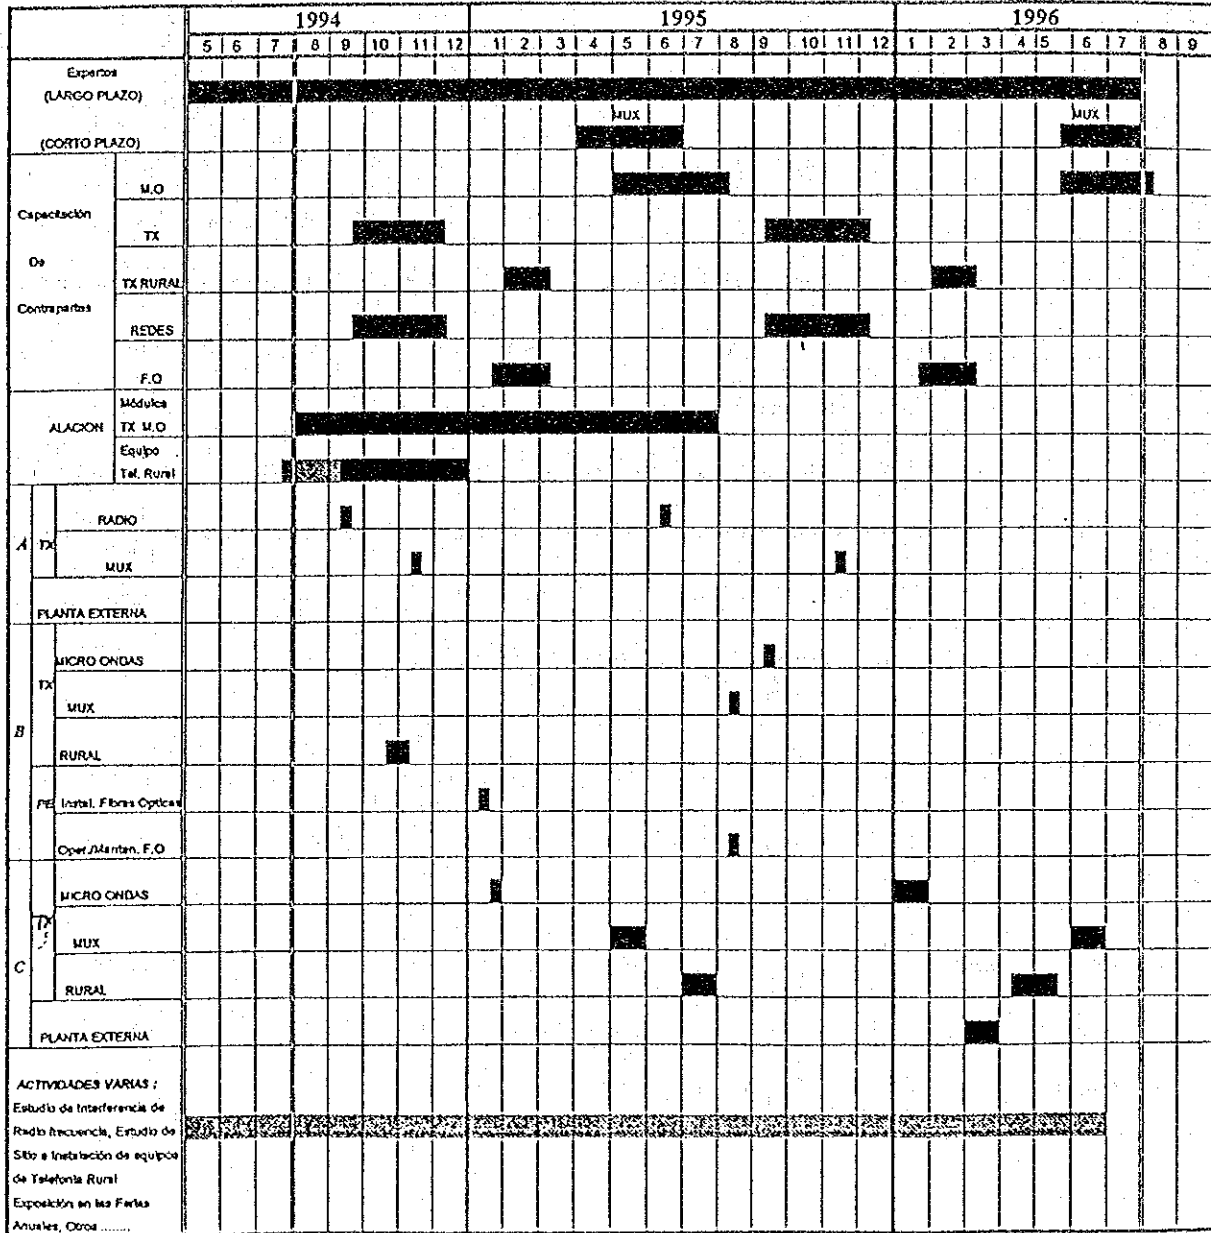 1994 1995 1996
5 6 7 8 9 10 11 12 1 2 3 4 5 6 7 8 9 10 11 12 1 2 3 4 5 6 7 8 9
Expertos
(LARGO PLAZO)
MUX MUX
(CORTO PLAZO)
M.O
Capacitación
TX
De
TX RURAL
Contrapartes
REDES
F.O
Módulos
ALACION TX M.O
Equipo
Tel. Rural
RADIO
A TX
MUX
PLANTA EXTERNA
MICRO ONDAS
TX
MUX
B
RURAL
PE Instal. Fibras Opticas
Oper./Manten. F.O
MICRO ONDAS
TX
MUX
C
RURAL
PLANTA EXTERNA
ACTIVIDADES VARIAS :
Estudio de Interferencia de
Radio frecuencia, Estudio de
Sitio e Instalación de equipos
de Telefonía Rural
Exposición en las Ferias
Anuales, Otros ........